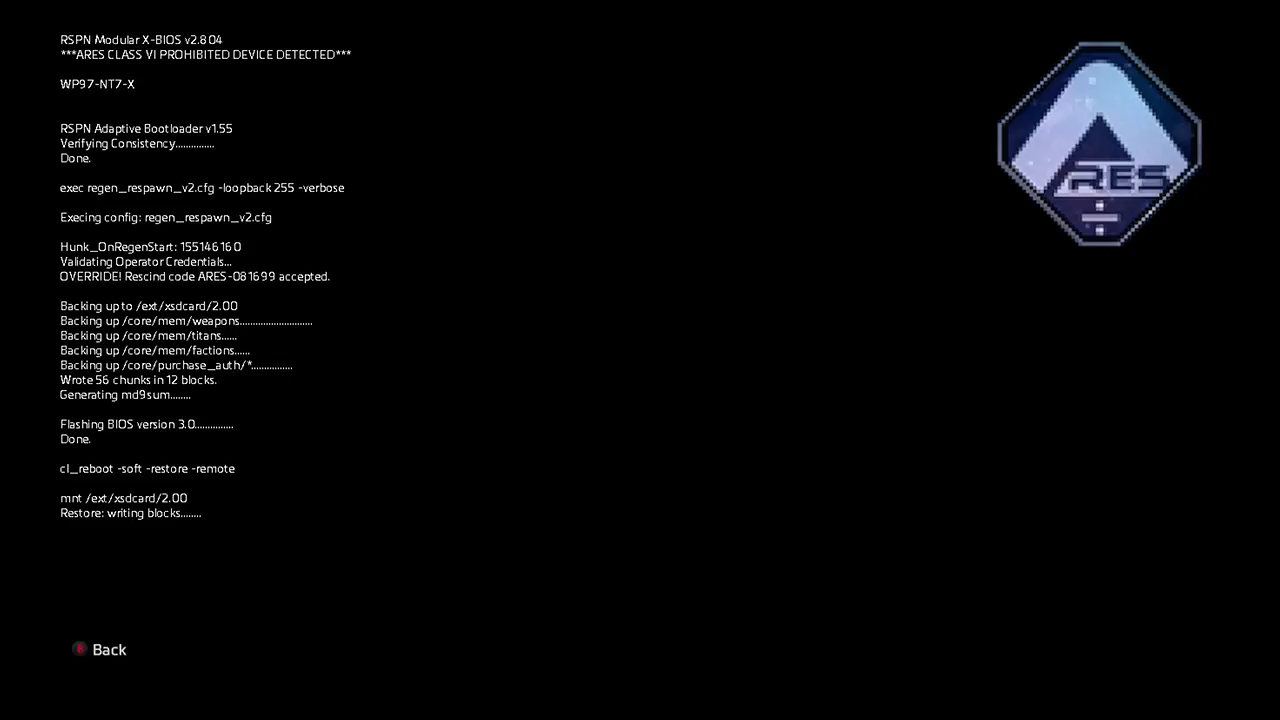 RSPN Modular X-BIOS v2.804
***ARES CLASS VI PROHIBITED DEVICE DETECTED***
WP97-NT7-X
RSPN Adaptive Bootloader v1.55
Verifying Consistency...............
Done.
exec regen_respawn_v2.cfg -loopback 255 -verbose
Execing config: regen_respawn_v2.cfg
Hunk_OnRegenStart: 155146160
Validating Operator Credentials...
OVERRIDE! Rescind code ARES-081699 accepted.
Backing up to /ext/xsdcard/2.00
Backing up /core/mem/weapons............................
Backing up /core/mem/titans......
Backing up /core/mem/factions......
Backing up /core/purchase_auth/*................
Wrote 56 chunks in 12 blocks.
Generating md9sum........
Flashing BIOS version 3.0...............
Done.
cl_reboot -soft -restore -remote
mnt /ext/xsdcard/2.00
Restore: writing blocks........
ARES
B Back